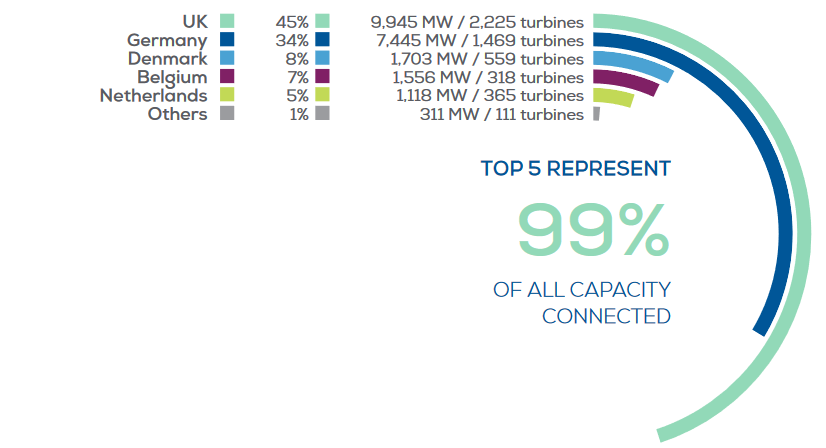 UK 45% 9,945 MW / 2,225 turbines
Germany 34% 7,445 MW / 1,469 turbines
Denmark 8% 1,703 MW / 559 turbines
Belgium 7% 1,556 MW / 318 turbines
Netherlands 5% 1,118 MW / 365 turbines
Others 1% 311 MW / 111 turbines
TOP 5 REPRESENT
99%
OF ALL CAPACITY
CONNECTED